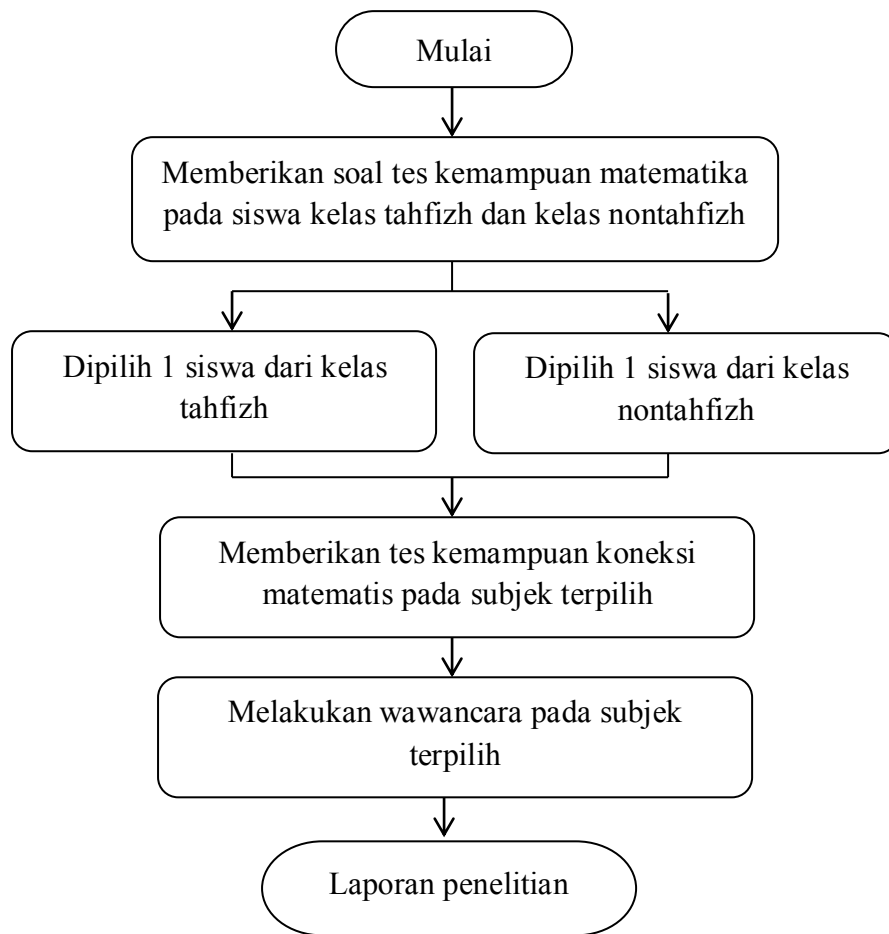 Mulai
Memberikan soal tes kemampuan matematika
pada siswa kelas tahfizh dan kelas nontahfizh
Dipilih 1 siswa dari kelas
tahfizh
Dipilih 1 siswa dari kelas
nontahfizh
Memberikan tes kemampuan koneksi
matematis pada subjek terpilih
Melakukan wawancara pada subjek
terpilih
Laporan penelitian